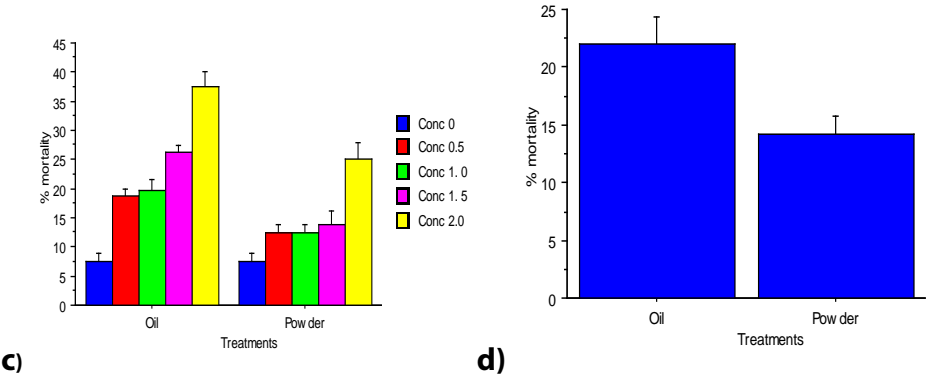 45
40
35
30
25
20
15
10
5
0
% mortality
Oil
Pow der
Treatments
Conc 0
Conc 0.5
Conc 1. 0
Conc 1. 5
Conc 2.0
c)
25
20
15
10
5
0
% mortality
Oil
Pow der
Treatments
d)